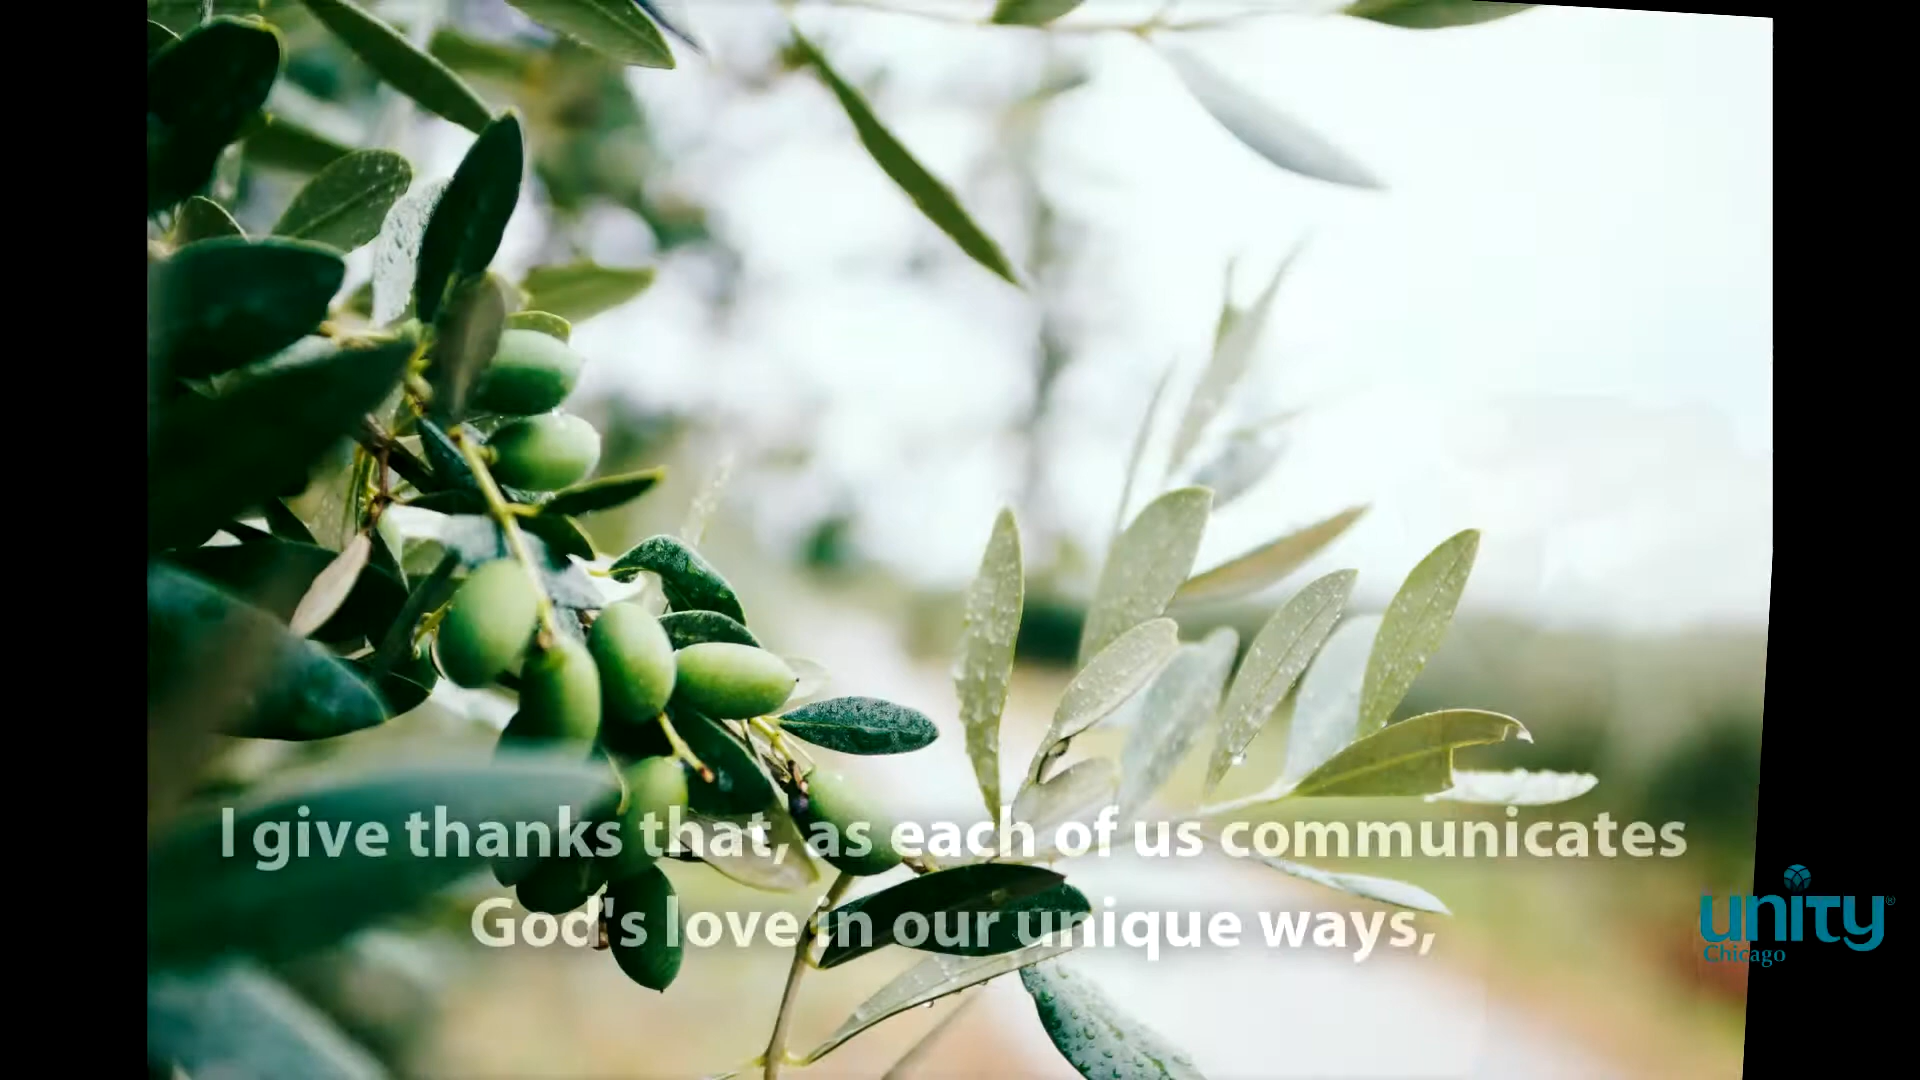 I give thanks that, as each of us communicates
God's love in our unique ways,
unity®
Chicago